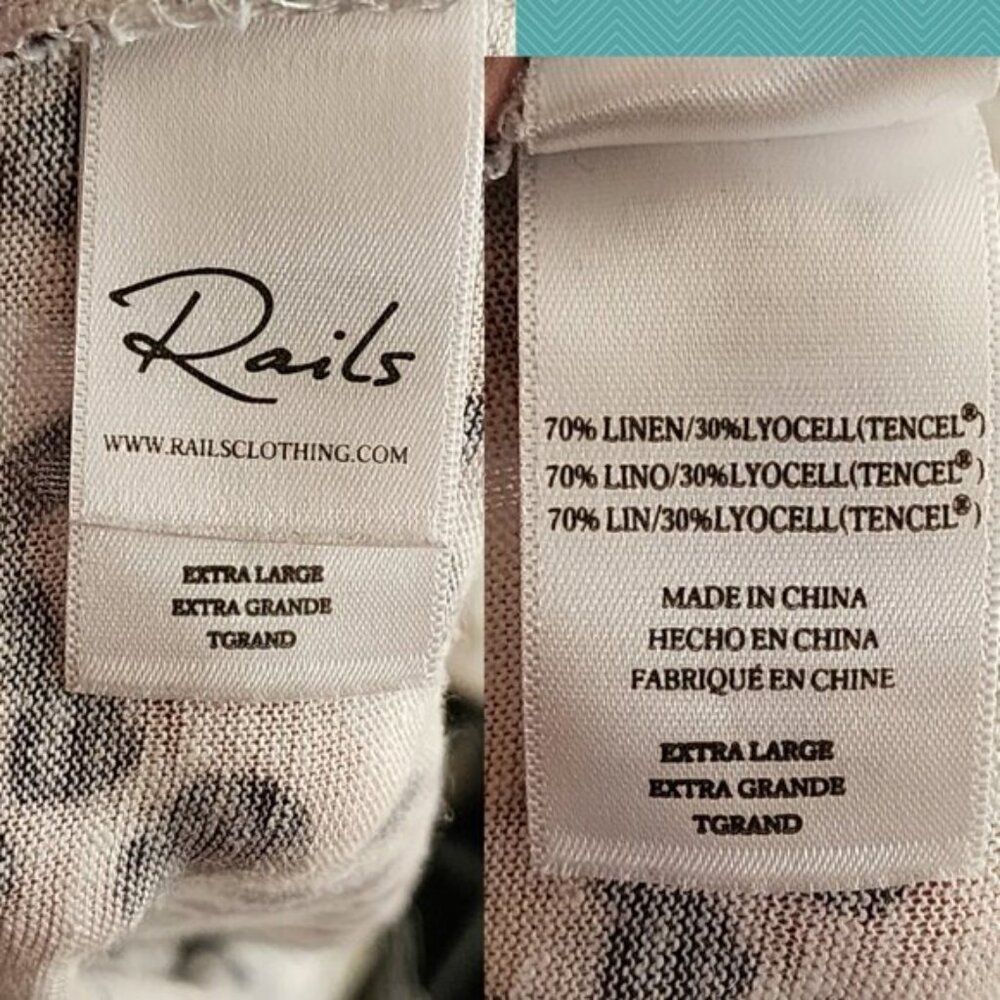 Rails
WWW.RAILSCLOTHING.COM
EXTRA LARGE
EXTRA GRANDE
TGRAND
70% LINEN/30%LYOCELL(TENCEL®)
70% LINO/30%LYOCELL(TENCEL®)
70% LIN/30%LYOCELL(TENCEL®)
MADE IN CHINA
HECHO EN CHINA
FABRIQUÉ EN CHINE
EXTRA LARGE
EXTRA GRANDE
TGRAND